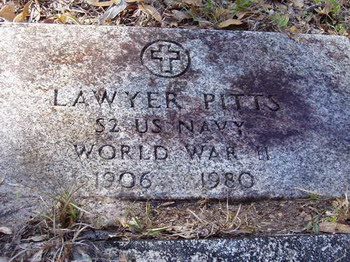 LAWYER PITTS
S2 US NAVY
WORLD WAR II
1906 1980